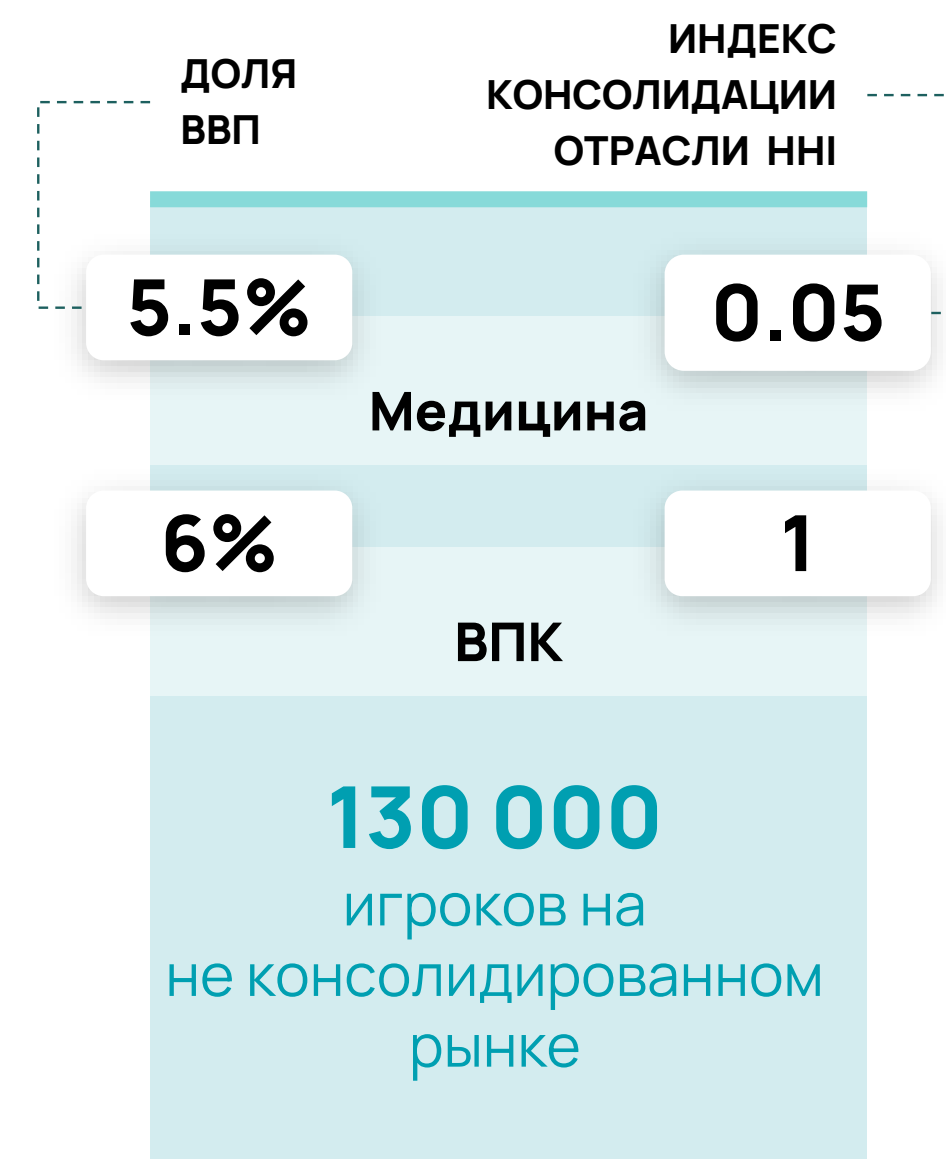 ДОЛЯ
ВВП
ИНДЕКС
КОНСОЛИДАЦИИ
ОТРАСЛИ HHI
5.5%
0.05
Медицина
6%
1
ВПК
130 000
игроков на
не консолидированном
рынке